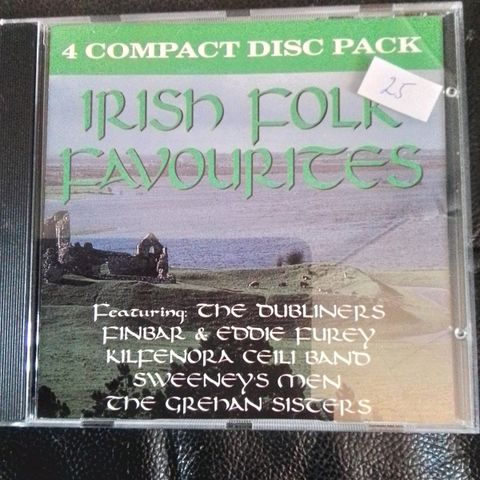 4 COMPACT DISC PACK
25
IRISH FOLK
FAVOURITES
Featuring: THE DUBLINERS
FINBAR & EDDIE FUREY
KILFENORA CEILI BAND
SWEENEY'S MEN
THE GREHAN SISTERS